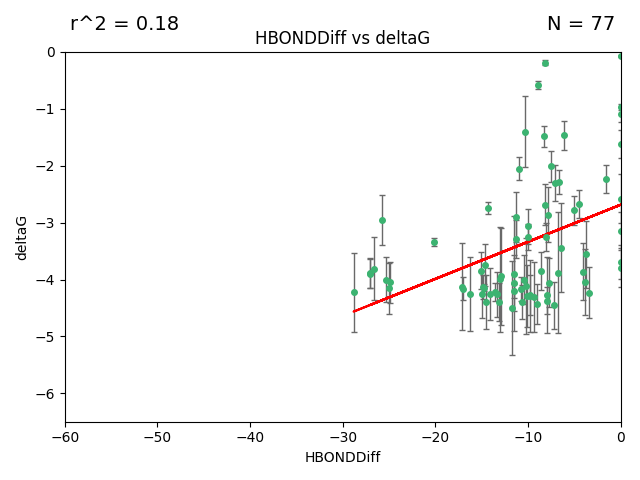 r^2 = 0.18
N = 77
HBONDDiff vs deltaG
0
−1
−2
−3
−4
−5
−6
deltaG
−60
−50
−40
−30
−20
−10
0
HBONDDiff